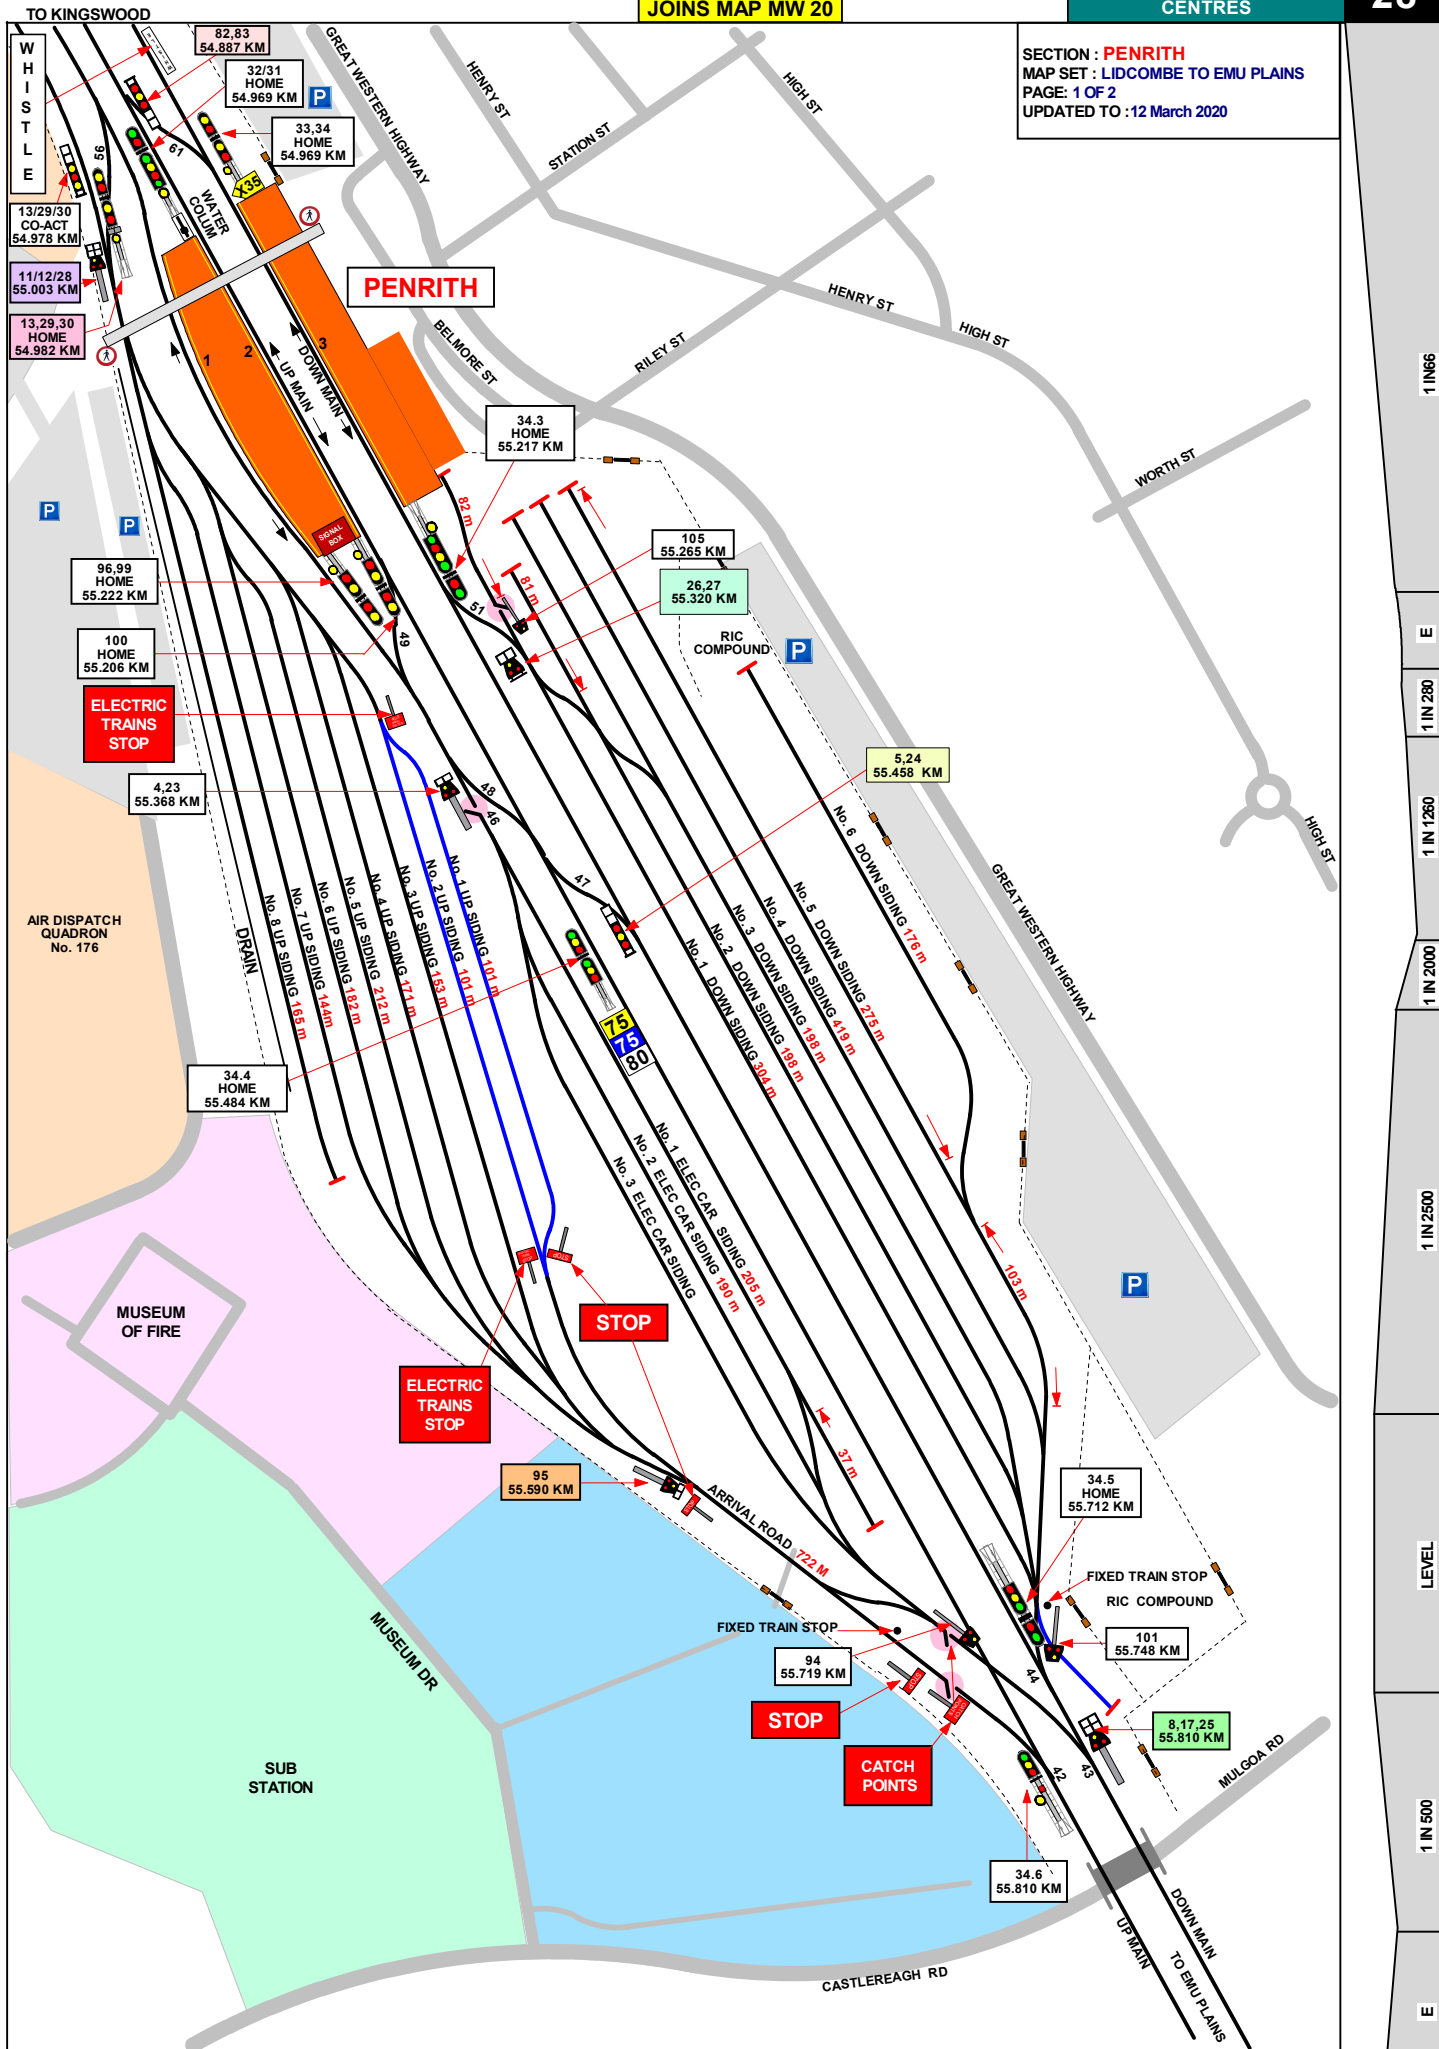 TO KINGSWOOD
JOINS MAP MW 20
CENTRES
SECTION : PENRITH
MAP SET : LIDCOMBE TO EMU PLAINS
PAGE: 1 OF 2
UPDATED TO :12 March 2020
W
H
I
S
T
L
E
82,83
54.887 KM
32/31
HOME
54.969 KM
33,34
HOME
54.969 KM
P
GREAT WESTERN HIGHWAY
HENRY ST
STATION ST
HIGH ST
56
61
X35
WATER
COLUM
13/29/30
CO-ACT
54.978 KM
11/12/28
55.003 KM
13,29,30
HOME
54.982 KM
PENRITH
HENRY ST
HIGH ST
BELMORE ST
RILEY ST
1
2
3
UP MAIN
DOWN MAIN
1 IN66
34.3
HOME
55.217 KM
WORTH ST
82 m
P
P
SIGNAL
BOX
105
55.265 KM
96,99
HOME
55.222 KM
26,27
55.320 KM
81 m
51
49
100
HOME
55.206 KM
RIC
COMPOUND
P
E
1 IN 280
ELECTRIC
TRAINS
STOP
5,24
55.458 KM
4,23
55.368 KM
48
46
47
1 IN 1260
HIGH ST
No. 6 DOWN SIDING 176 m
No. 5 DOWN SIDING 275 m
No. 4 DOWN SIDING 419 m
No. 3 DOWN SIDING 198 m
No. 2 DOWN SIDING 198 m
No. 1 DOWN SIDING 304 m
No. 1 UP SIDING 101 m
No. 2 UP SIDING 101 m
No. 3 UP SIDING 153 m
No. 4 UP SIDING 171 m
No. 5 UP SIDING 212 m
No. 6 UP SIDING 182 m
No. 7 UP SIDING 144m
No. 8 UP SIDING 165 m
DRAIN
AIR DISPATCH
QUADRON
No. 176
GREAT WESTERN HIGHWAY
1 IN 2000
75
75
80
34.4
HOME
55.484 KM
No. 1 ELEC CAR SIDING 205 m
No. 2 ELEC CAR SIDING 190 m
No. 3 ELEC CAR SIDING
1 IN 2500
103 m
P
STOP
MUSEUM
OF FIRE
STOP
ELECTRIC
TRAINS
STOP
37 m
95
55.590 KM
ARRIVAL ROAD 722 M
34.5
HOME
55.712 KM
LEVEL
FIXED TRAIN STOP
RIC COMPOUND
FIXED TRAIN STOP
101
55.748 KM
94
55.719 KM
MUSEUM DR
44
STOP
STOP
8,17,25
55.810 KM
SUB
STATION
CATCH
POINTS
42
43
MULGOA RD
1 IN 500
34.6
55.810 KM
CASTLEREAGH RD
UP MAIN
DOWN MAIN
TO EMU PLAINS
E